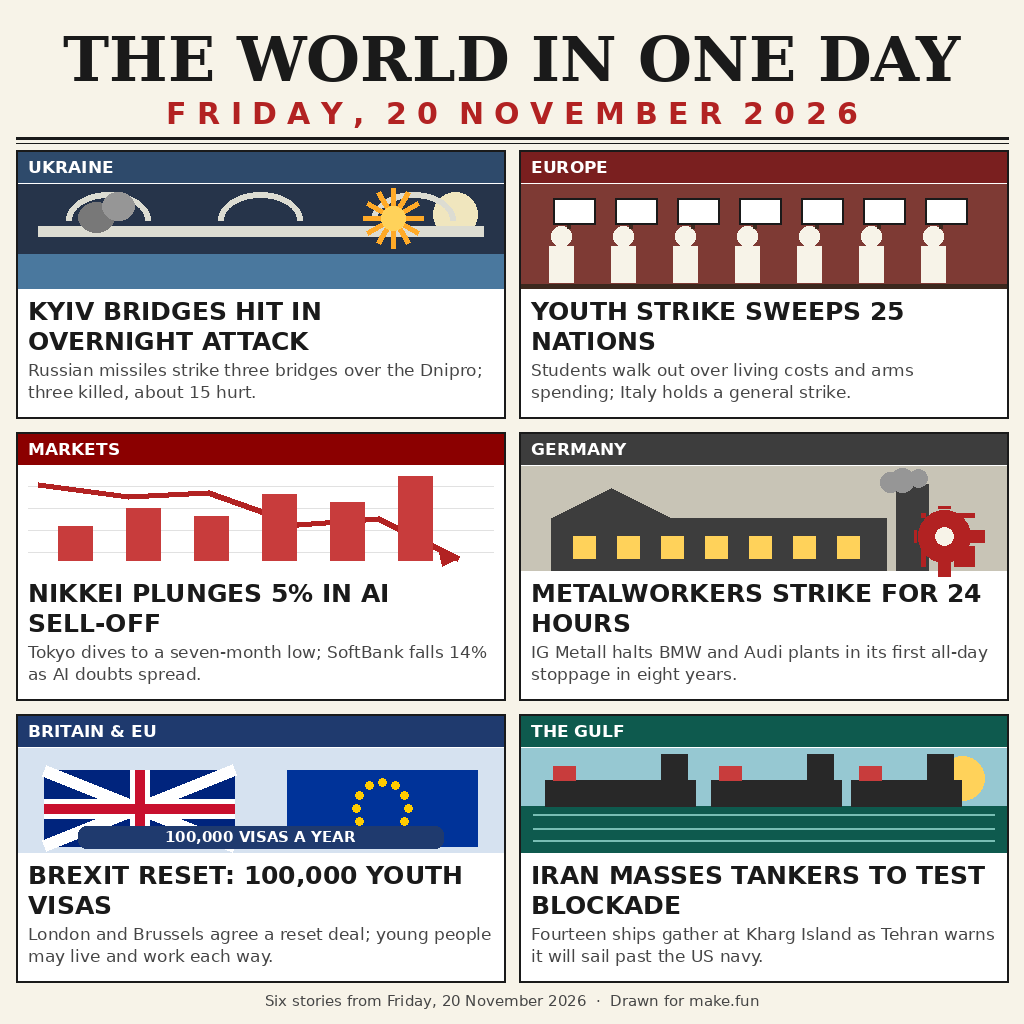 THE WORLD IN ONE DAY
FRIDAY, 20 NOVEMBER 2026
UKRAINE
KYIV BRIDGES HIT IN
OVERNIGHT ATTACK
Russian missiles strike three bridges over the Dnipro;
three killed, about 15 hurt.
EUROPE
YOUTH STRIKE SWEEPS 25
NATIONS
Students walk out over living costs and arms
spending; Italy holds a general strike.
MARKETS
NIKKEI PLUNGES 5% IN AI
SELL-OFF
Tokyo dives to a seven-month low; SoftBank falls 14%
as AI doubts spread.
GERMANY
METALWORKERS STRIKE FOR 24
HOURS
IG Metall halts BMW and Audi plants in its first all-day
stoppage in eight years.
BRITAIN & EU
100,000 VISAS A YEAR
BREXIT RESET: 100,000 YOUTH
VISAS
London and Brussels agree a reset deal; young people
may live and work each way.
THE GULF
IRAN MASSES TANKERS TO TEST
BLOCKADE
Fourteen ships gather at Kharg Island as Tehran warns
it will sail past the US navy.
Six stories from Friday, 20 November 2026 · Drawn for make.fun